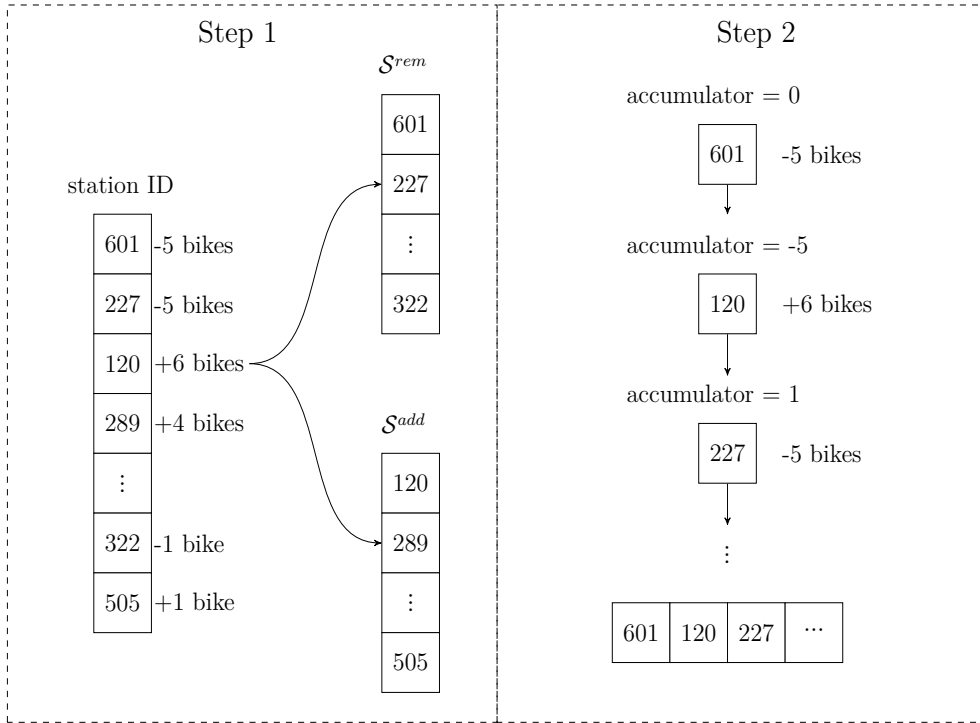 Step 1
station ID
601 -5 bikes
227 -5 bikes
120 +6 bikes
289 +4 bikes
⋮
322 -1 bike
505 +1 bike
S^rem
601
227
⋮
322
S^add
120
289
⋮
505
Step 2
accumulator = 0
601 -5 bikes
accumulator = -5
120 +6 bikes
accumulator = 1
227 -5 bikes
⋮
601 120 227 ...